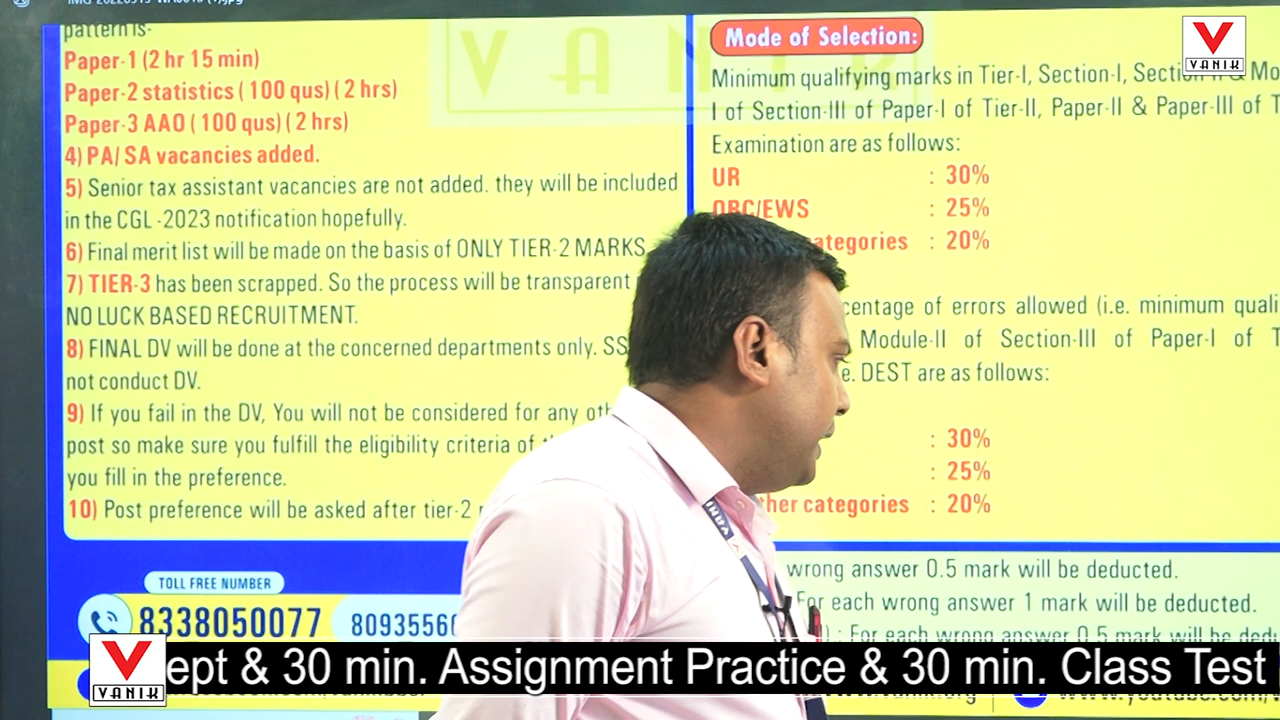 pattern is-
Paper-1 (2 hr 15 min)
Paper-2 statistics ( 100 qus) ( 2 hrs)
Paper-3 AAO ( 100 qus) ( 2 hrs)
4) PA/ SA vacancies added.
5) Senior tax assistant vacancies are not added. they will be included
in the CGL -2023 notification hopefully.
6) Final merit list will be made on the basis of ONLY TIER-2 MARKS
7) TIER-3 has been scrapped. So the process will be transparent
NO LUCK BASED RECRUITMENT.
8) FINAL DV will be done at the concerned departments only.
not conduct DV.
9) If you fail in the DV, You will not be considered for any
post so make sure you fulfill the eligibility criteria of
you fill in the preference.
10) Post preference will be asked after tier-2
TOLL FREE NUMBER
8338050077
VANIK
Mode of Selection:
Minimum qualifying marks in Tier-I, Section-I, &
I of Section-III of Paper-I of Tier-II, Paper-II & Paper-III of
Examination are as follows:
UR : 30%
OBC/EWS : 25%
categories : 20%
of errors allowed (i.e. minimum
Module-II of Section-III of Paper-I of
DEST are as follows:
: 30%
: 25%
categories : 20%
wrong answer 0.5 mark will be deducted.
For each wrong answer 1 mark will be deducted.
: For each wrong answer 0.5 mark will be
VANIK
VANIK
& 30 min. Assignment Practice & 30 min. Class Test